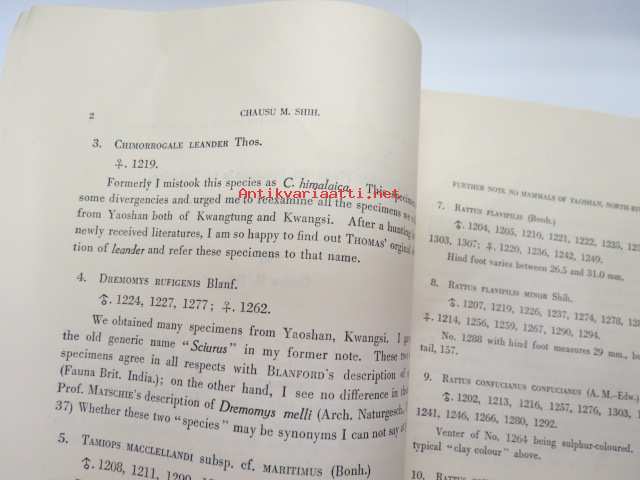 2
CHAUSU M. SHIH.
3. CHIMORROGALE LEANDER Thos.
♀. 1219.
Formerly I mistook this species as C. himalaica. This specimen
some divergencies and urged me to reexamine all the specimens we
from Yaoshan both of Kwangtung and Kwangsi. After a hunting
newly received literatures, I am so happy to find out THOMAS' orginal
tion of leander and refer these specimens to that name.
4. DREMOMYS RUFIGENIS Blanf.
♂. 1224, 1227, 1277; ♀. 1262.
We obtained many specimens from Yaoshan, Kwangsi. I
the old generic name "Sciurus" in my former note. These two
specimens agree in all respects with BLANFORD'S description of
(Fauna Brit. India.); on the other hand, I see no difference in
Prof. MATSCHIE'S description of Dremomys melli (Arch. Naturgesch.,
37) Whether these two "species" may be synonyms I can not say at
5. TAMIOPS MACCLELLANDI subsp. cf. MARITIMUS (Bonh.)
♂. 1208, 1211, 1290,
Antikvariaatti.net
FURTHER NOTE NO MAMMALS OF YAOSHAN, NORTH RIVER
7. RATTUS FLAVIPILIS (Bonh.)
♂. 1204, 1205, 1210, 1221, 1222, 1235,
1303, 1307; ♀. 1220, 1236, 1242, 1249.
Hind foot varies between 26.5 and 31.0 mm.
8. RATTUS FLAVIPILIS MINOR Shih.
♂. 1207, 1219, 1226, 1237, 1274, 1278,
♀. 1214, 1256, 1259, 1267, 1290, 1294.
No. 1288 with hind foot measures 29 mm.,
tail, 157.
9. RATTUS CONFUCIANUS CONFUCIANUS (A. M.-Edw.)
♂. 1202, 1213, 1216, 1257, 1276, 1303,
1241, 1246, 1266, 1280, 1292.
Venter of No. 1264 being sulphur-coloured.
typical "clay colour" above.
10. RATTUS